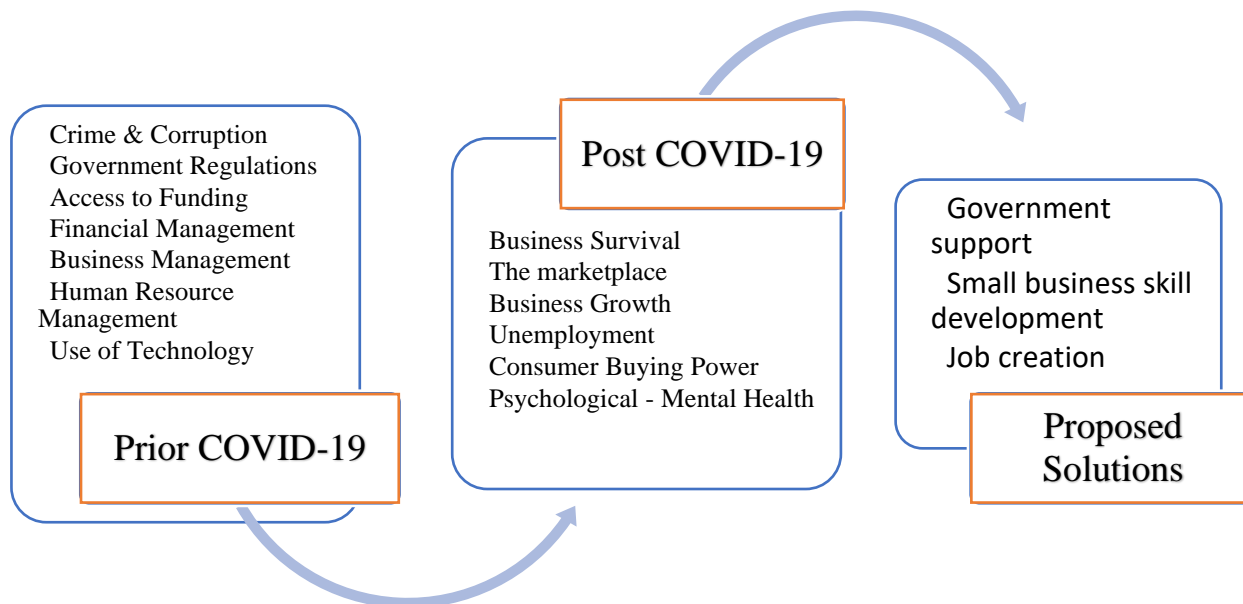 Crime & Corruption
Government Regulations
Access to Funding
Financial Management
Business Management
Human Resource
Management
Use of Technology
Prior COVID-19
Post COVID-19
Business Survival
The marketplace
Business Growth
Unemployment
Consumer Buying Power
Psychological - Mental Health
Government
support
Small business skill
development
Job creation
Proposed
Solutions